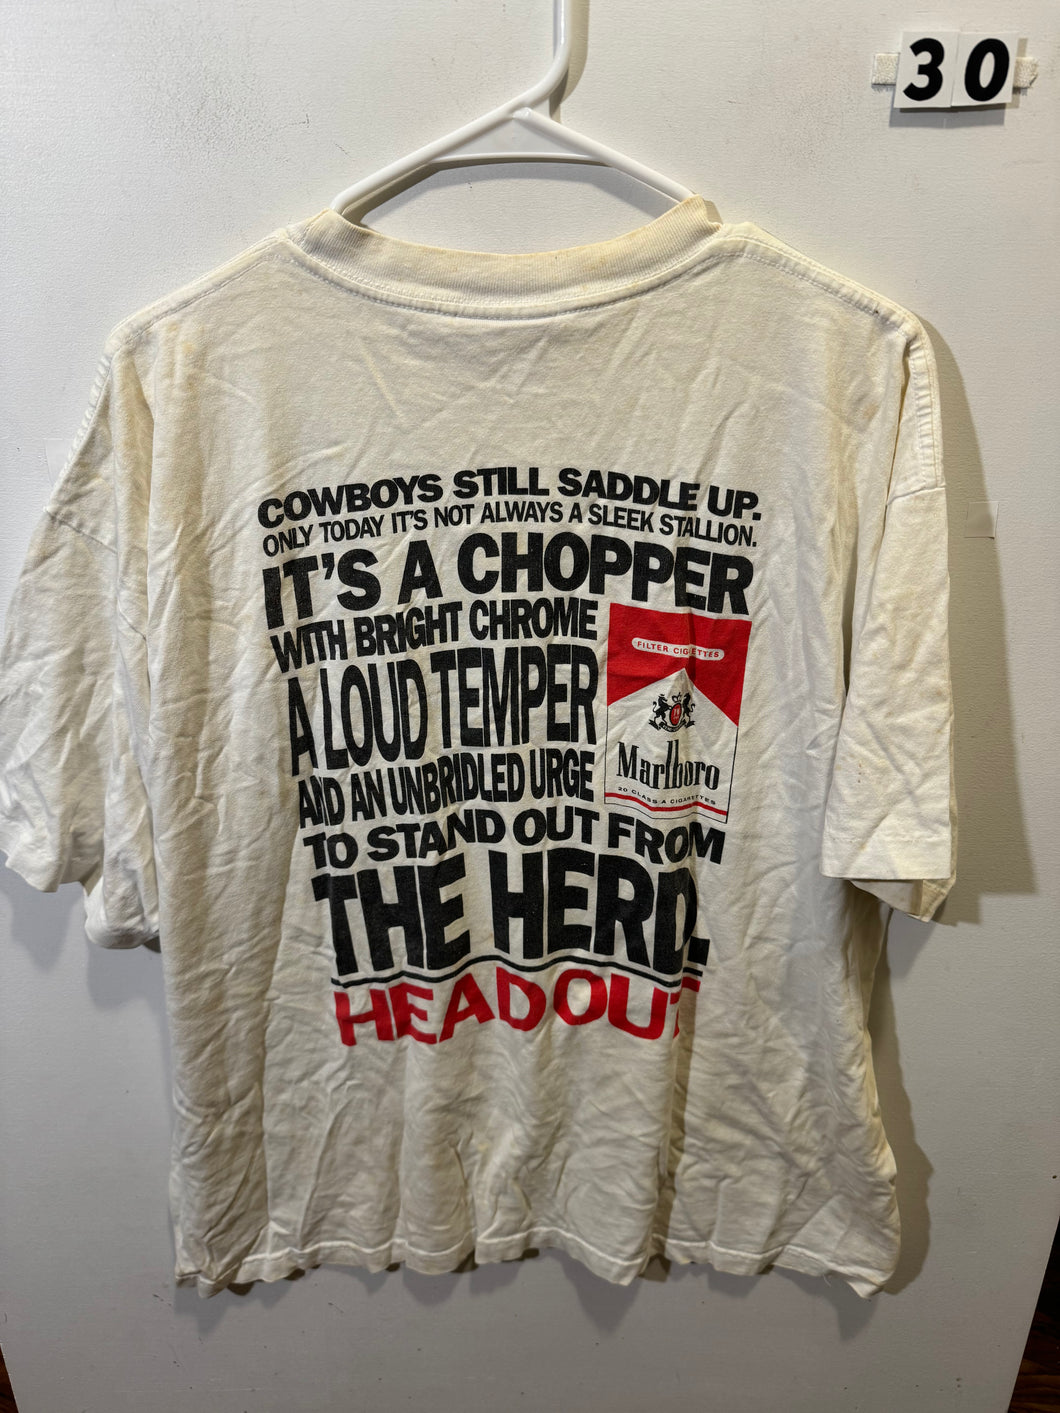 30
COWBOYS STILL SADDLE UP.
ONLY TODAY IT'S NOT ALWAYS A SLEEK STALLION.
IT'S A CHOPPER
WITH BRIGHT CHROME
A LOUD TEMPER
AND AN UNBRIDLED URGE
TO STAND OUT FROM
THE HERD.
HEAD OUT
FILTER CIGARETTES
Marlboro
20 CLASS A CIGARETTES